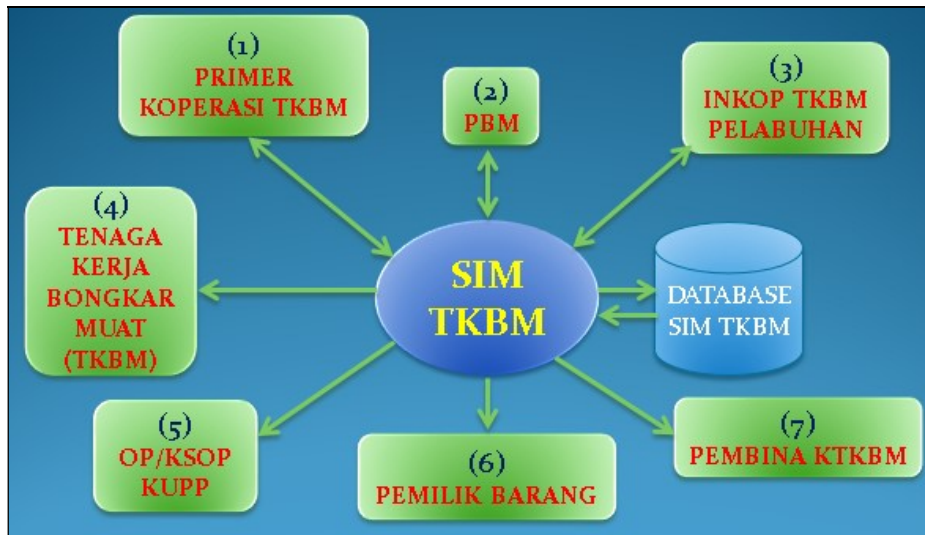 (1)
PRIMER
KOPERASI TKBM
(2)
PBM
(3)
INKOP TKBM
PELABUHAN
(4)
TENAGA
KERJA
BONGKAR
MUAT
(TKBM)
SIM
TKBM
DATABASE
SIM TKBM
(5)
OP/KSOP
KUPP
(6)
PEMILIK BARANG
(7)
PEMBINA KTKBM